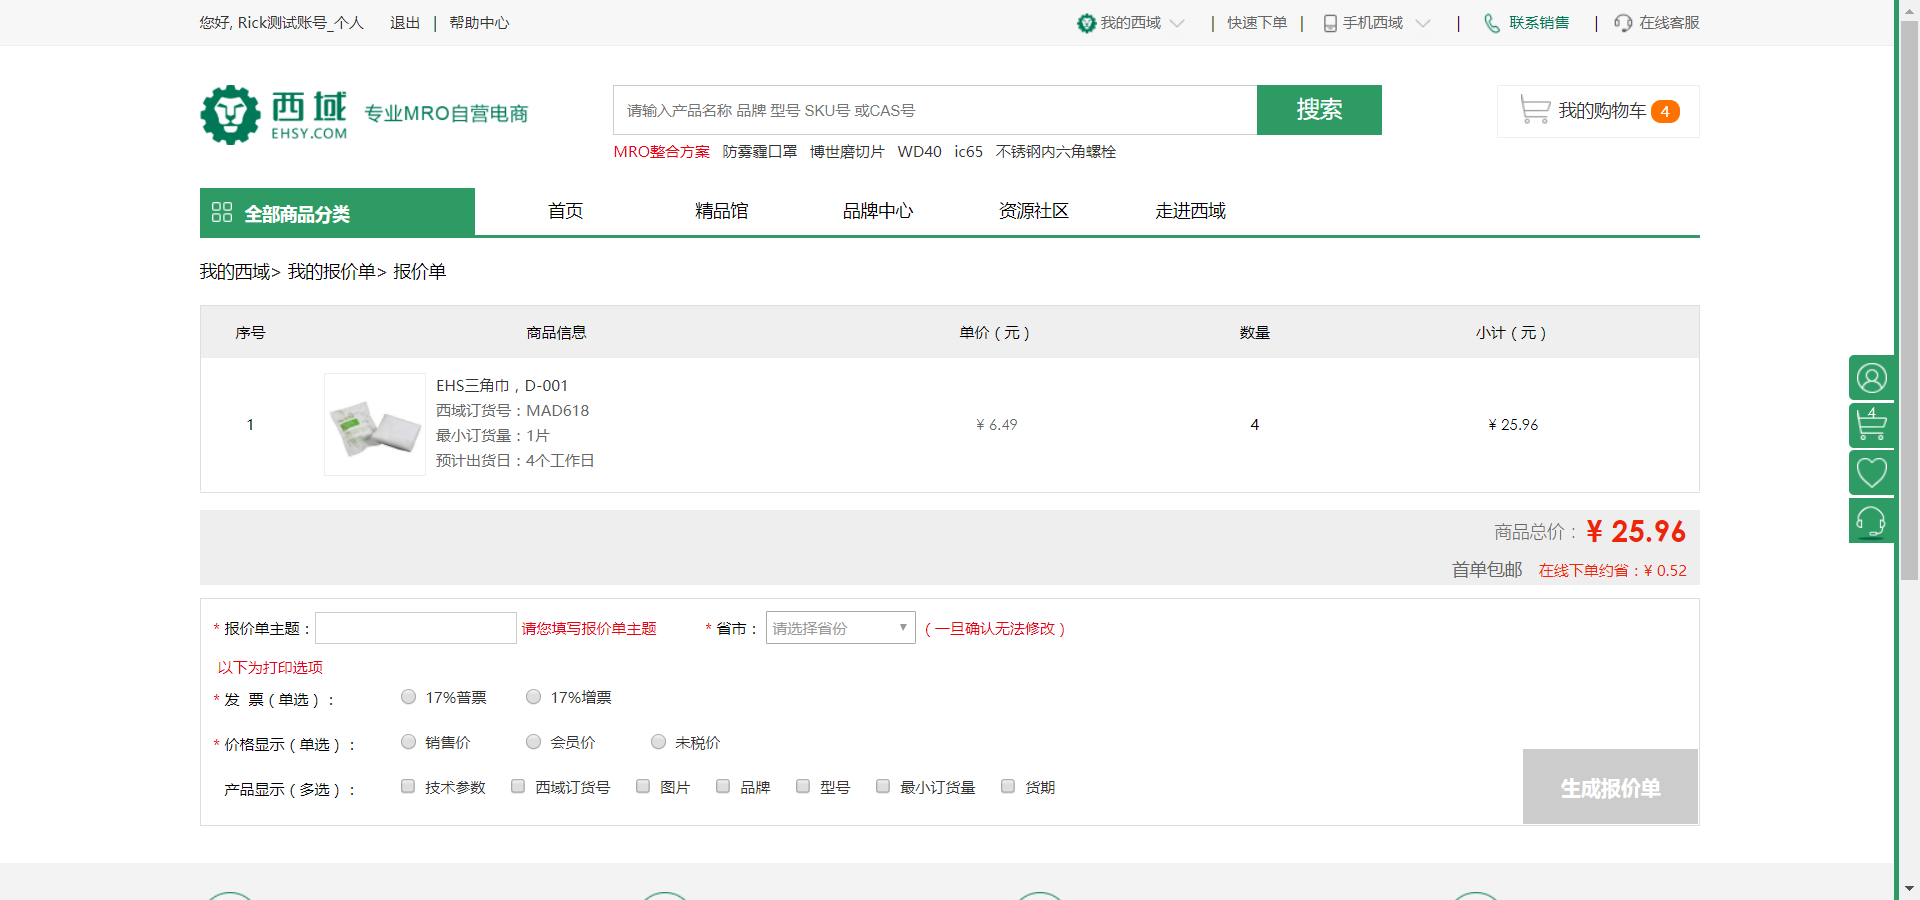 您好, Rick测试账号_个人 退出 | 帮助中心 我的西域 | 快速下单 | 手机西域 | 联系销售 | 在线客服
西域 EHSY.COM 专业MRO自营电商
请输入产品名称 品牌 型号 SKU号 或CAS号 搜索 我的购物车 4
MRO整合方案 防雾霾口罩 博世磨切片 WD40 ic65 不锈钢内六角螺栓
全部商品分类 首页 精品馆 品牌中心 资源社区 走进西域
我的西域> 我的报价单> 报价单
序号 商品信息 单价（元） 数量 小计（元）
EHS三角巾，D-001
西域订货号：MAD618
1 ¥ 6.49 4 ¥ 25.96
最小订货量：1片
预计出货日：4个工作日
4
商品总价： ¥ 25.96
首单包邮 在线下单约省：¥ 0.52
* 报价单主题： 请您填写报价单主题 * 省市： 请选择省份 （一旦确认无法修改）
以下为打印选项
* 发 票（单选）： 17%普票 17%增票
* 价格显示（单选）： 销售价 会员价 未税价
产品显示（多选）： 技术参数 西域订货号 图片 品牌 型号 最小订货量 货期
生成报价单